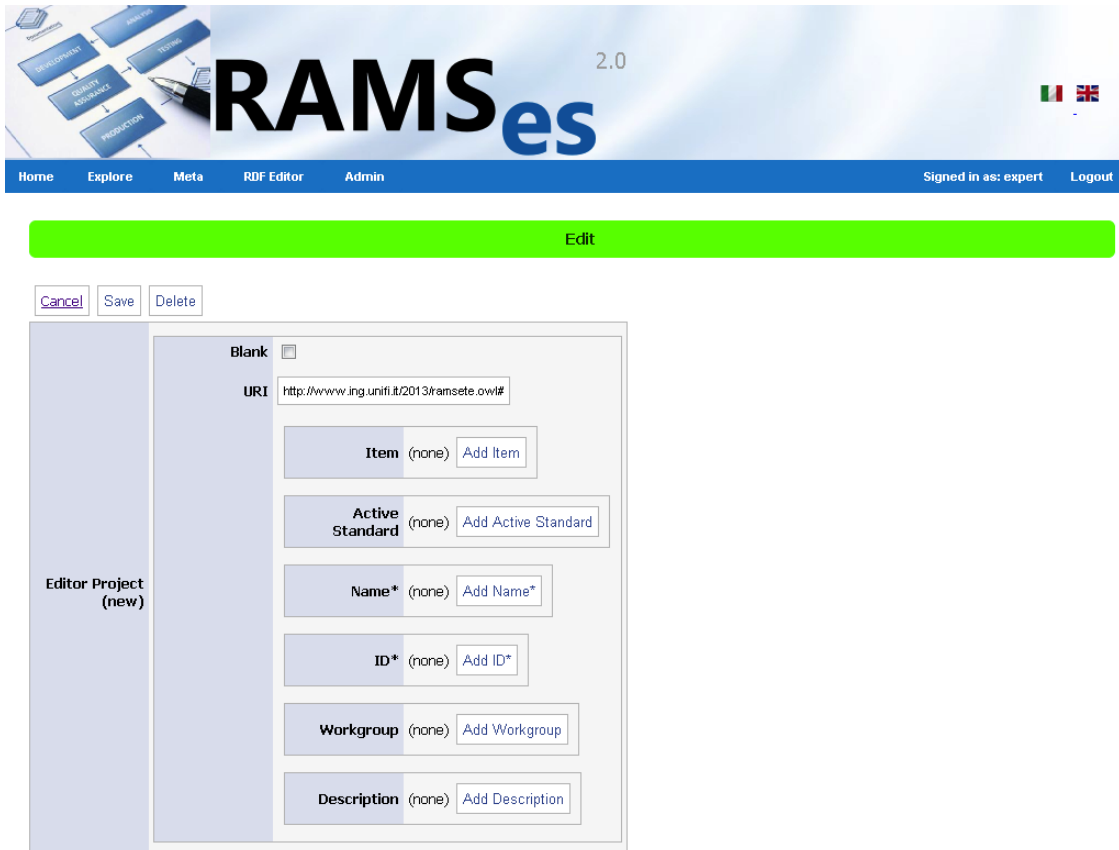 Documentation
ANALYSIS
DEVELOPMENT
TESTING
QUALITY
ASSURANCE
PRODUCTION
RAMSes
2.0
Home Explore Meta RDF Editor Admin Signed in as: expert Logout
Edit
Cancel Save Delete
Blank
URI http://www.ing.unifi.it/2013/ramsete.owl#
Item (none) Add Item
Active
Standard (none) Add Active Standard
Editor Project
(new)
Name* (none) Add Name*
ID* (none) Add ID*
Workgroup (none) Add Workgroup
Description (none) Add Description